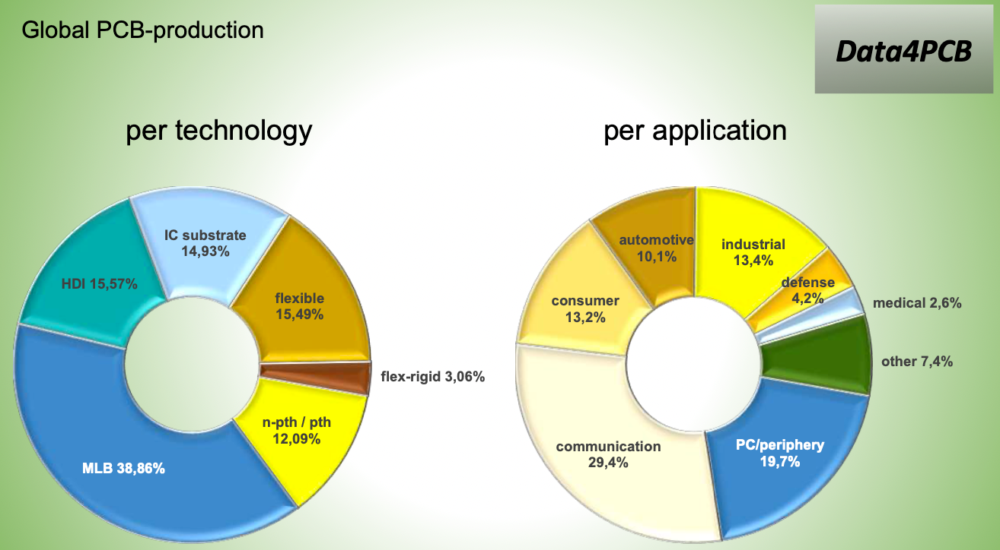 Global PCB-production
Data4PCB
per technology
IC substrate
14,93%
flexible
15,49%
flex-rigid 3,06%
n-pth / pth
12,09%
MLB 38,86%
HDI 15,57%
per application
industrial
13,4%
defense
4,2%
medical 2,6%
other 7,4%
PC/periphery
19,7%
communication
29,4%
consumer
13,2%
automotive
10,1%